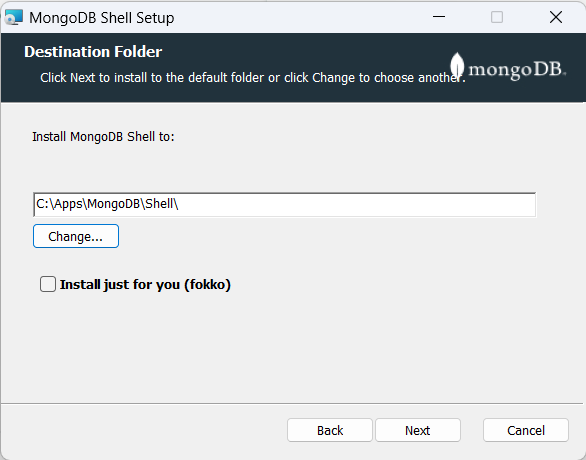 MongoDB Shell Setup
Destination Folder
Click Next to install to the default folder or click Change to choose another.
mongoDB.
Install MongoDB Shell to:
C:\Apps\MongoDB\Shell\
Change...
Install just for you (fokko)
Back
Next
Cancel